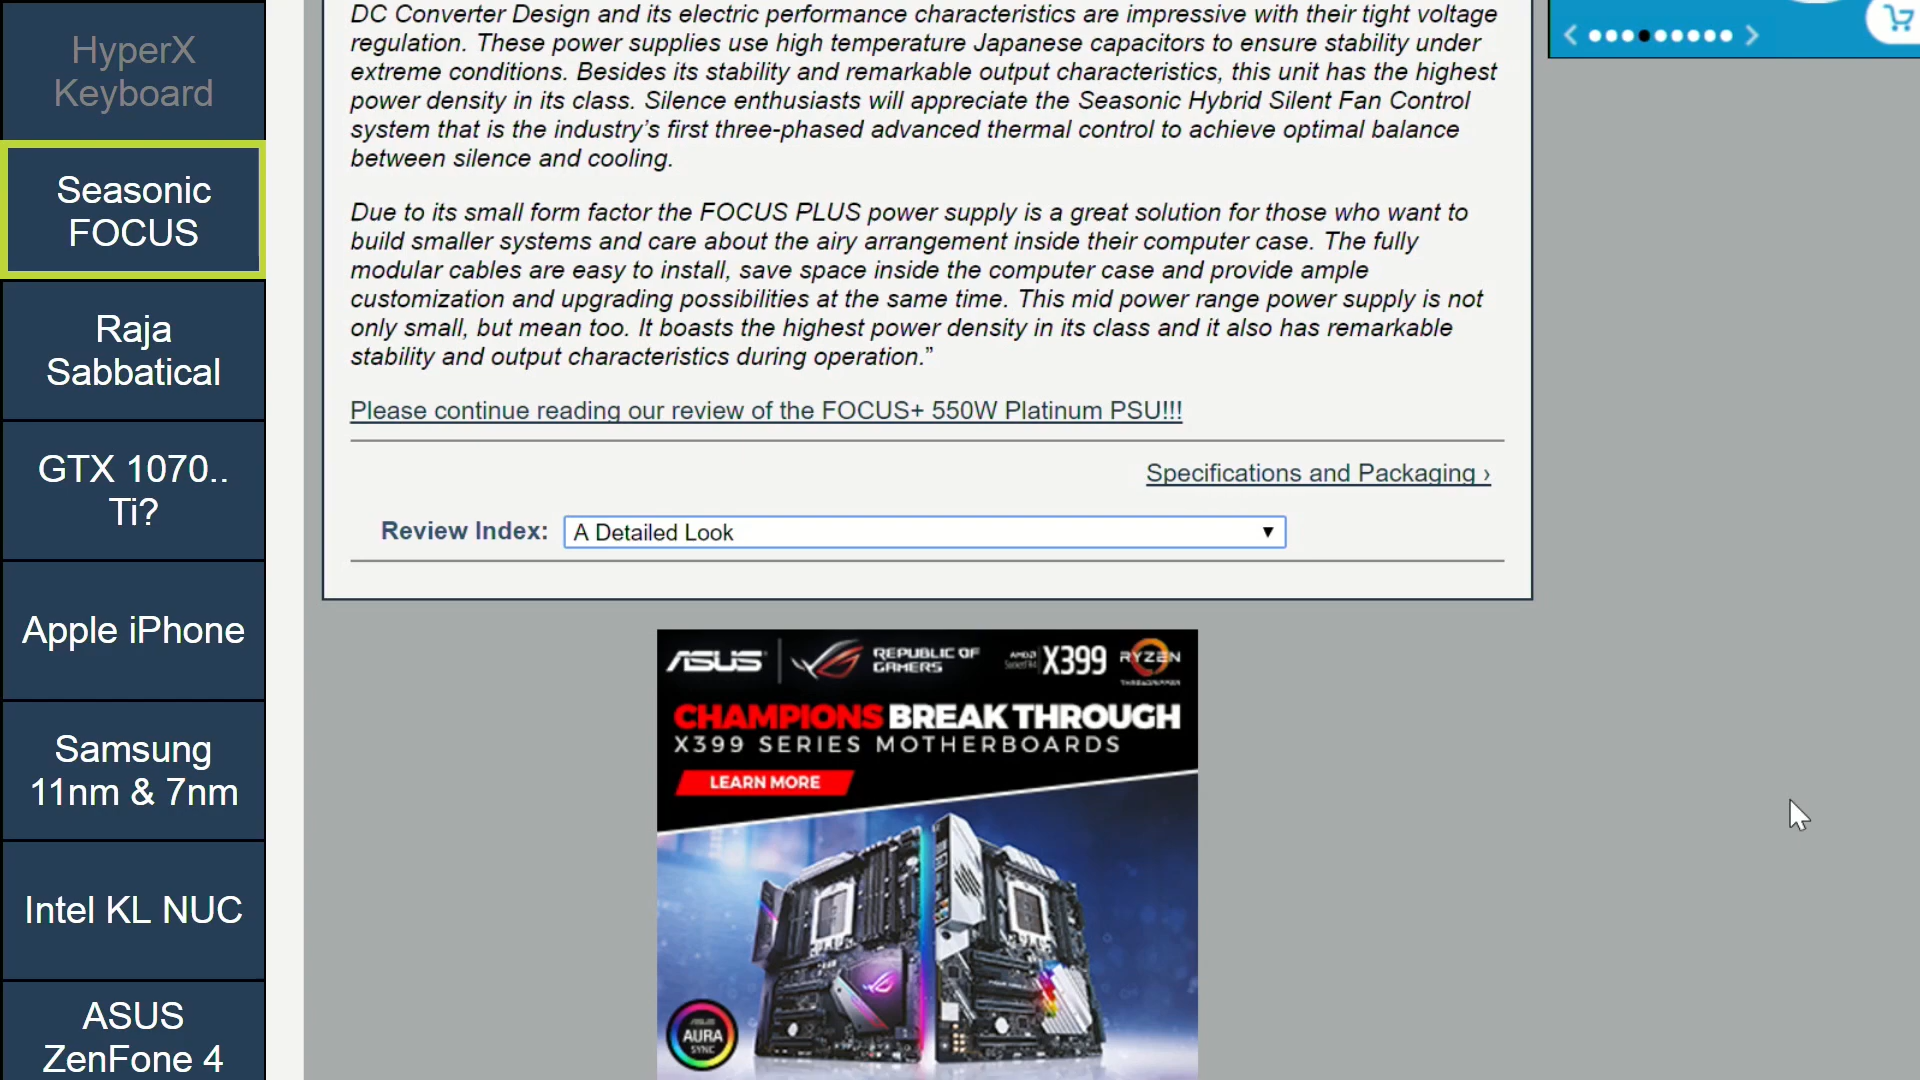 HyperX
Keyboard
Seasonic
FOCUS
Raja
Sabbatical
GTX 1070..
Ti?
Apple iPhone
Samsung
11nm & 7nm
Intel KL NUC
ASUS
ZenFone 4
DC Converter Design and its electric performance characteristics are impressive with their tight voltage
regulation. These power supplies use high temperature Japanese capacitors to ensure stability under
extreme conditions. Besides its stability and remarkable output characteristics, this unit has the highest
power density in its class. Silence enthusiasts will appreciate the Seasonic Hybrid Silent Fan Control
system that is the industry’s first three-phased advanced thermal control to achieve optimal balance
between silence and cooling.
Due to its small form factor the FOCUS PLUS power supply is a great solution for those who want to
build smaller systems and care about the airy arrangement inside their computer case. The fully
modular cables are easy to install, save space inside the computer case and provide ample
customization and upgrading possibilities at the same time. This mid power range power supply is not
only small, but mean too. It boasts the highest power density in its class and it also has remarkable
stability and output characteristics during operation.”
Please continue reading our review of the FOCUS+ 550W Platinum PSU!!!
Specifications and Packaging ›
Review Index: A Detailed Look
ASUS REPUBLIC OF GAMERS AMD Socket X399 RYZEN
THREADRIPPER
CHAMPIONS BREAK THROUGH
X399 SERIES MOTHERBOARDS
LEARN MORE
ASUS
AURA
SYNC